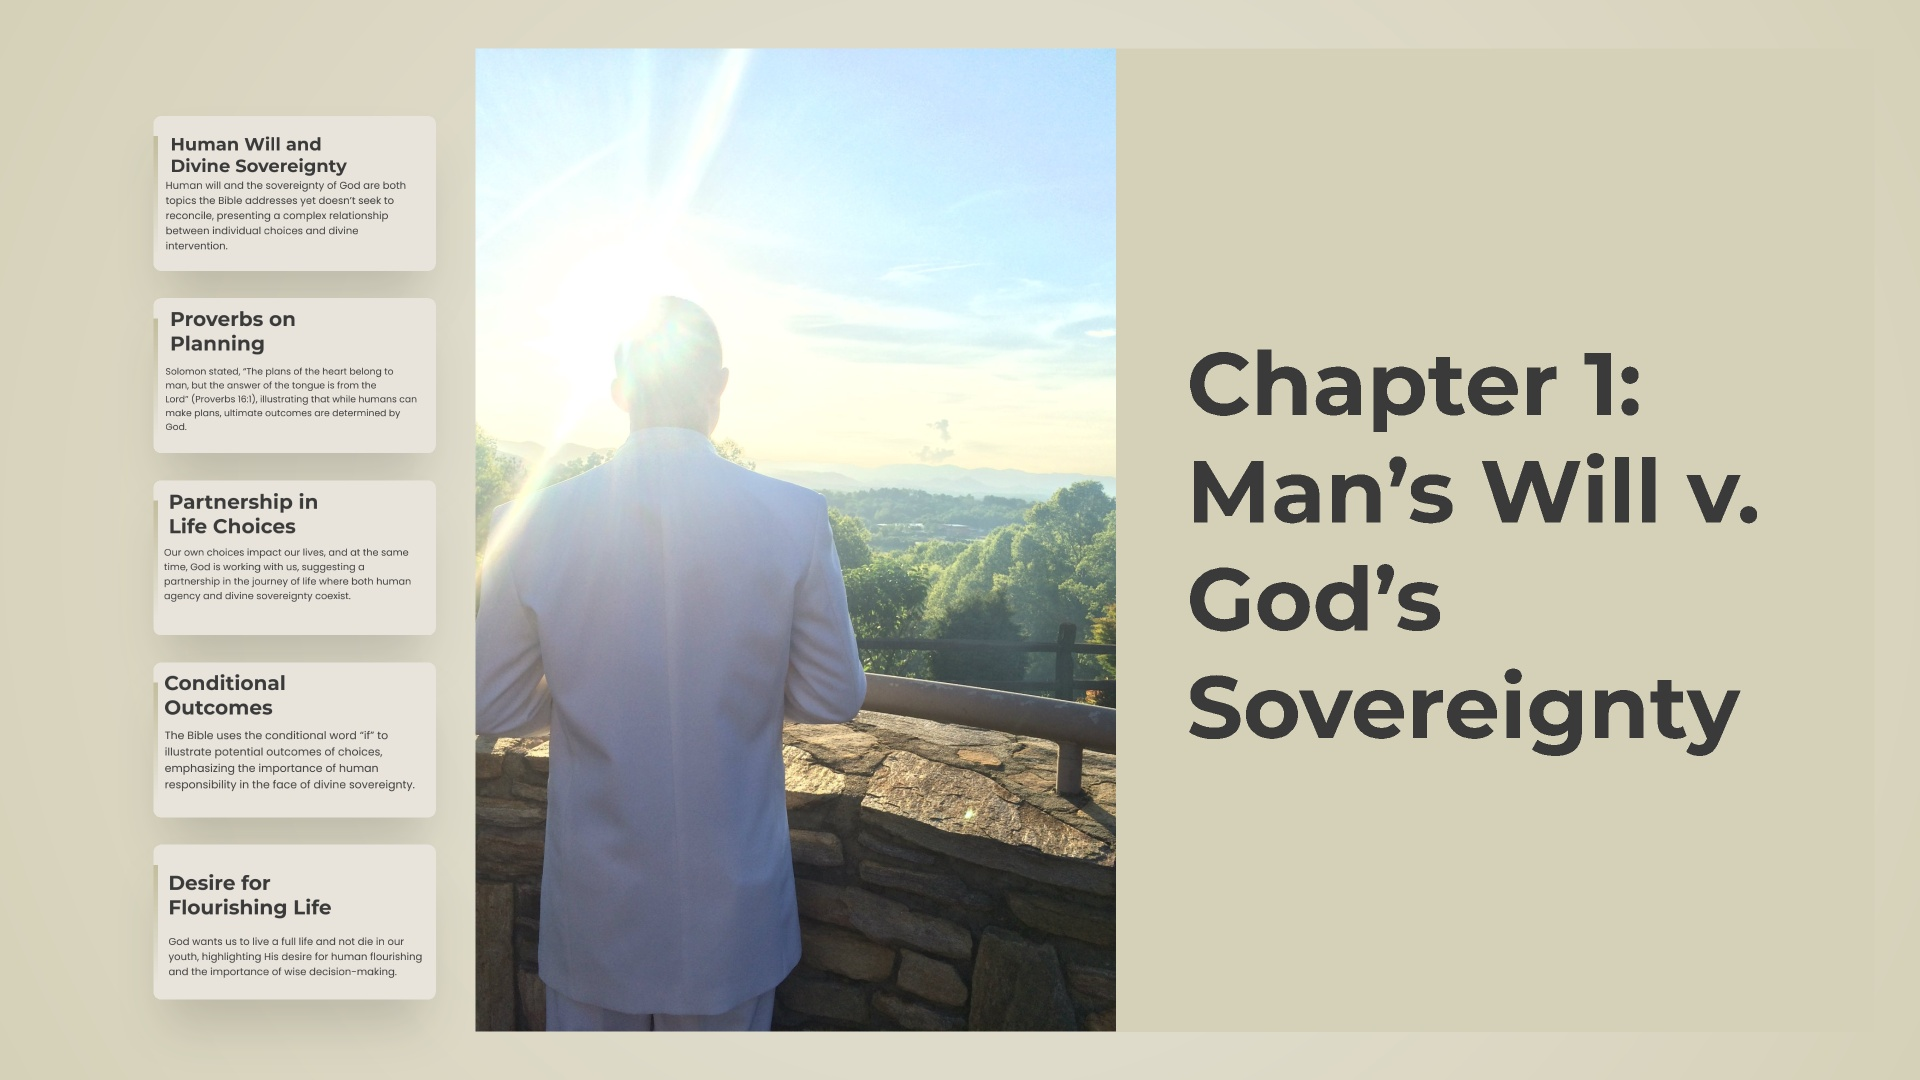 Human Will and
Divine Sovereignty
Human will and the sovereignty of God are both
topics the Bible addresses yet doesn’t seek to
reconcile, presenting a complex relationship
between individual choices and divine
intervention.
Proverbs on
Planning
Solomon stated, “The plans of the heart belong to
man, but the answer of the tongue is from the
Lord” (Proverbs 16:1), illustrating that while humans can
make plans, ultimate outcomes are determined by
God.
Partnership in
Life Choices
Our own choices impact our lives, and at the same
time, God is working with us, suggesting a
partnership in the journey of life where both human
agency and divine sovereignty coexist.
Conditional
Outcomes
The Bible uses the conditional word “if” to
illustrate potential outcomes of choices,
emphasizing the importance of human
responsibility in the face of divine sovereignty.
Desire for
Flourishing Life
God wants us to live a full life and not die in our
youth, highlighting His desire for human flourishing
and the importance of wise decision-making.
Chapter 1:
Man’s Will v.
God’s
Sovereignty